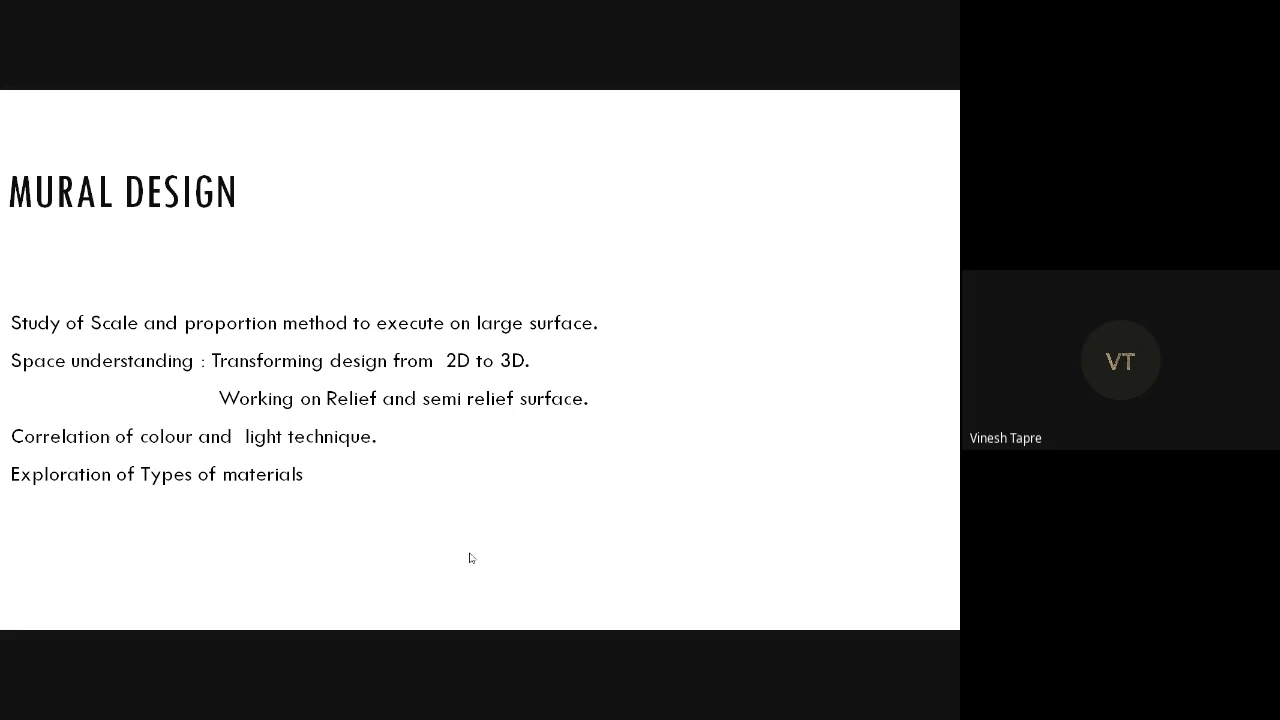 MURAL DESIGN
Study of Scale and proportion method to execute on large surface.
Space understanding : Transforming design from 2D to 3D.
Working on Relief and semi relief surface.
Correlation of colour and light technique.
Exploration of Types of materials
VT
Vinesh Tapre